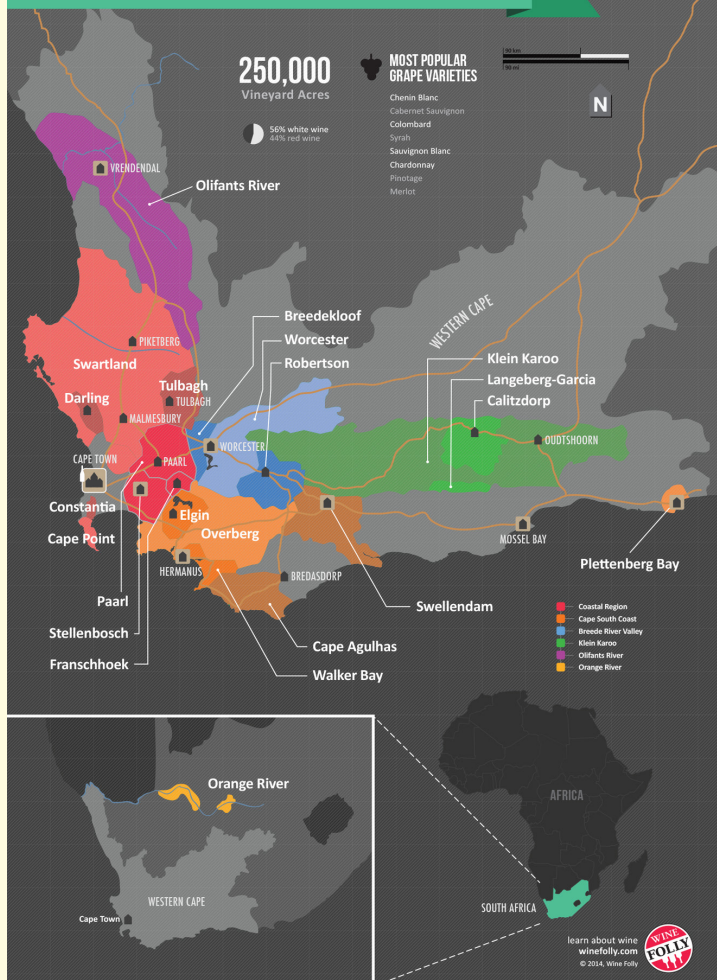 250,000
Vineyard Acres
56% white wine
44% red wine
MOST POPULAR
GRAPE VARIETIES
Chenin Blanc
Cabernet Sauvignon
Colombard
Syrah
Sauvignon Blanc
Chardonnay
Pinotage
Merlot
90 km
90 mi
N
VRENDENDAL
Olifants River
WESTERN CAPE
Breedekloof
Worcester
Robertson
PIKETBERG
Swartland
Tulbagh
TULBAGH
Darling
MALMESBURY
Klein Karoo
Langeberg-Garcia
Calitzdorp
WORCESTER
OUDTSHOORN
CAPE TOWN
PAARL
Constantia
Cape Point
Elgin
Overberg
MOSSEL BAY
Plettenberg Bay
HERMANUS
BREDASDORP
Paarl
Stellenbosch
Franschhoek
Swellendam
Cape Agulhas
Walker Bay
Coastal Region
Cape South Coast
Breede River Valley
Klein Karoo
Olifants River
Orange River
Orange River
WESTERN CAPE
Cape Town
AFRICA
SOUTH AFRICA
learn about wine
winefolly.com
© 2014, Wine Folly
WINE
FOLLY